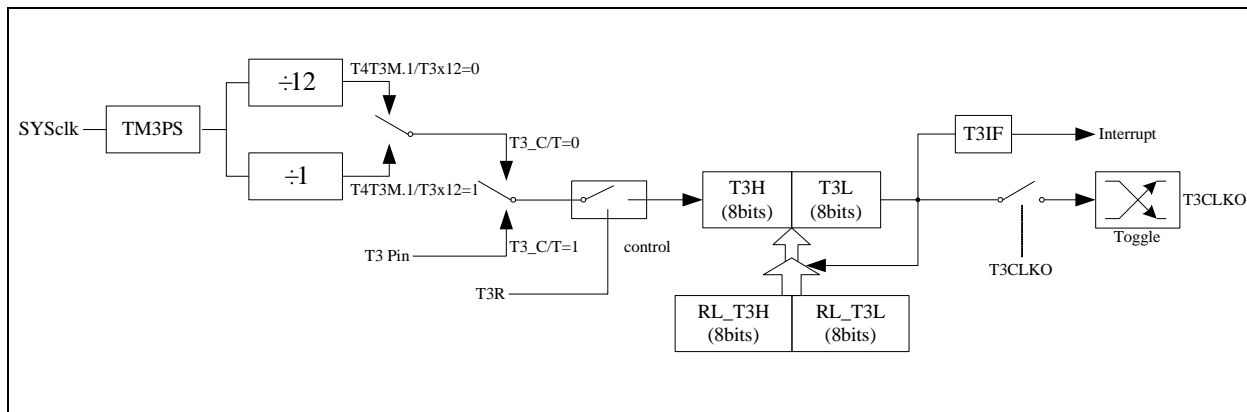 ÷12
T4T3M.1/T3x12=0
SYSclk
TM3PS
÷1
T4T3M.1/T3x12=1
T3_C/T=0
T3_C/T=1
T3 Pin
T3R
control
T3H
(8bits)
T3L
(8bits)
RL_T3H
(8bits)
RL_T3L
(8bits)
T3IF
Interrupt
T3CLKO
Toggle
T3CLKO